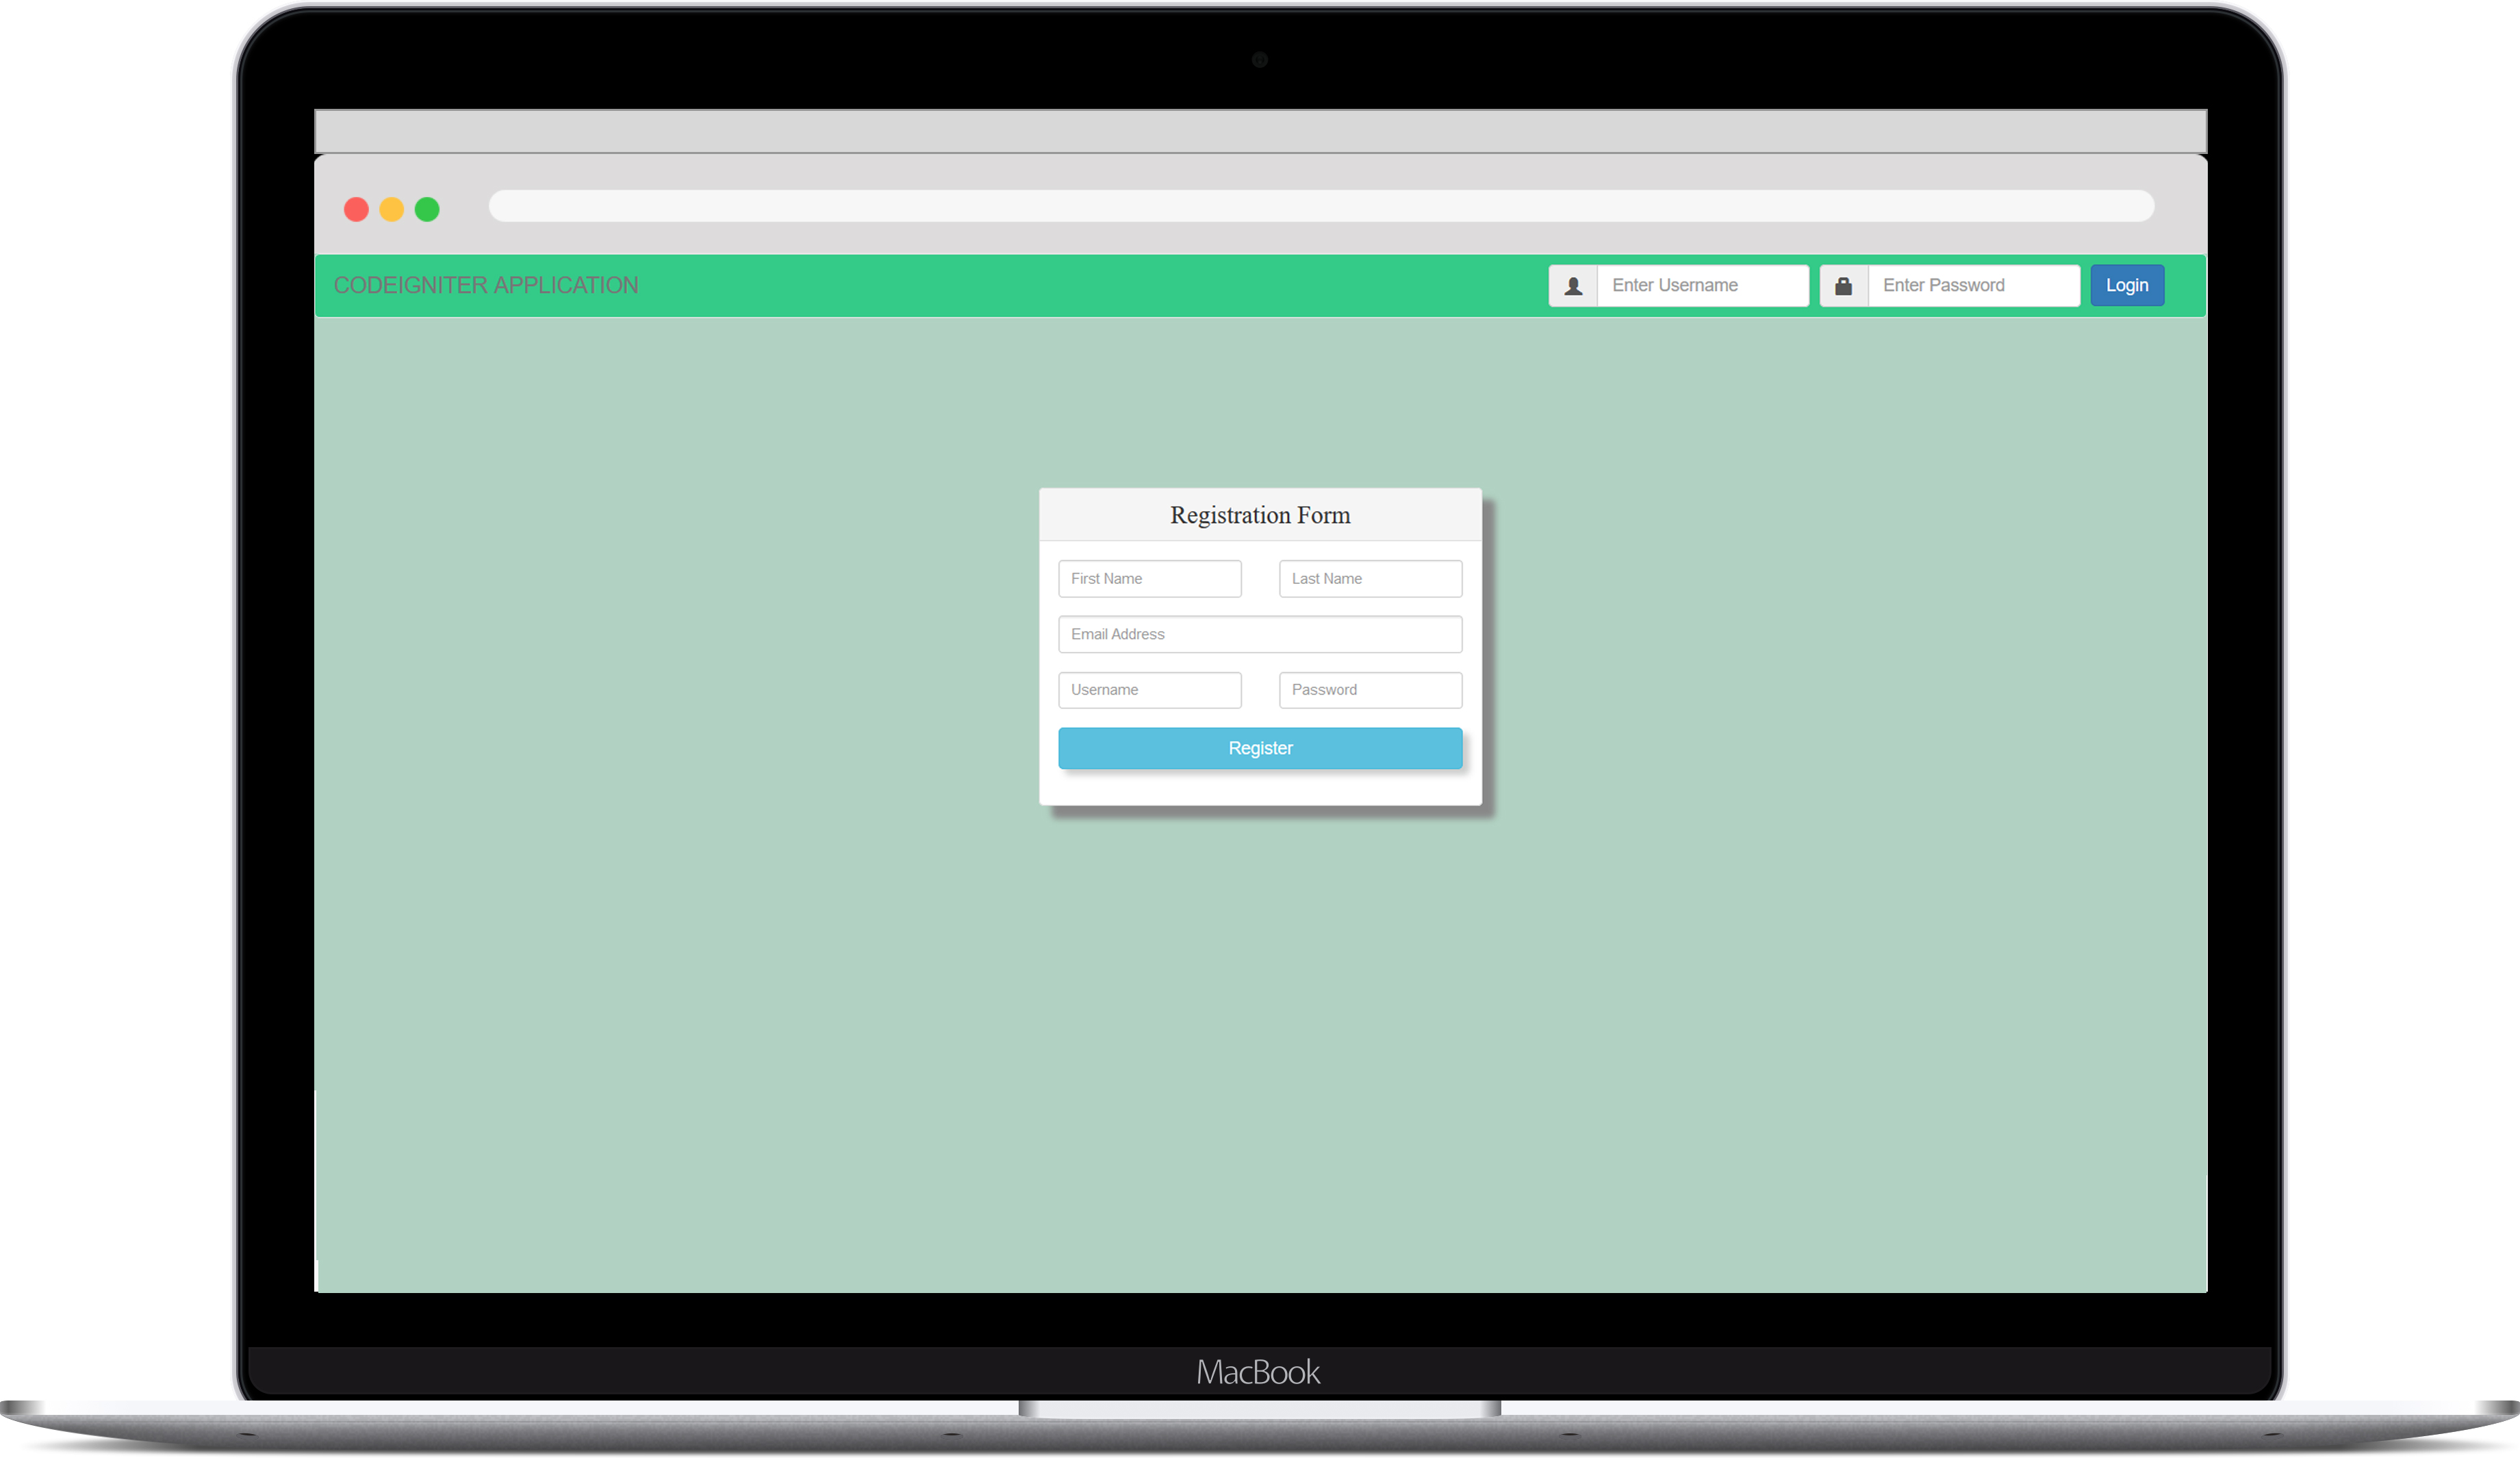 CODEIGNITER APPLICATION
Enter Username
Enter Password
Login
Registration Form
First Name
Last Name
Email Address
Username
Password
Register
MacBook